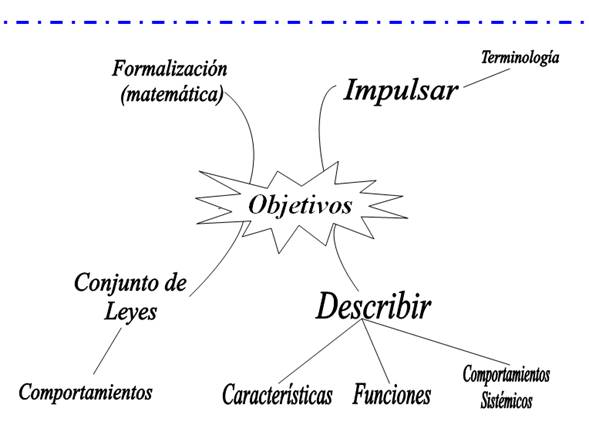 Terminología
Formalización
(matemática)
Impulsar
Objetivos
Conjunto de
Leyes
Describir
Comportamientos
Características
Funciones
Comportamientos
Sistémicos